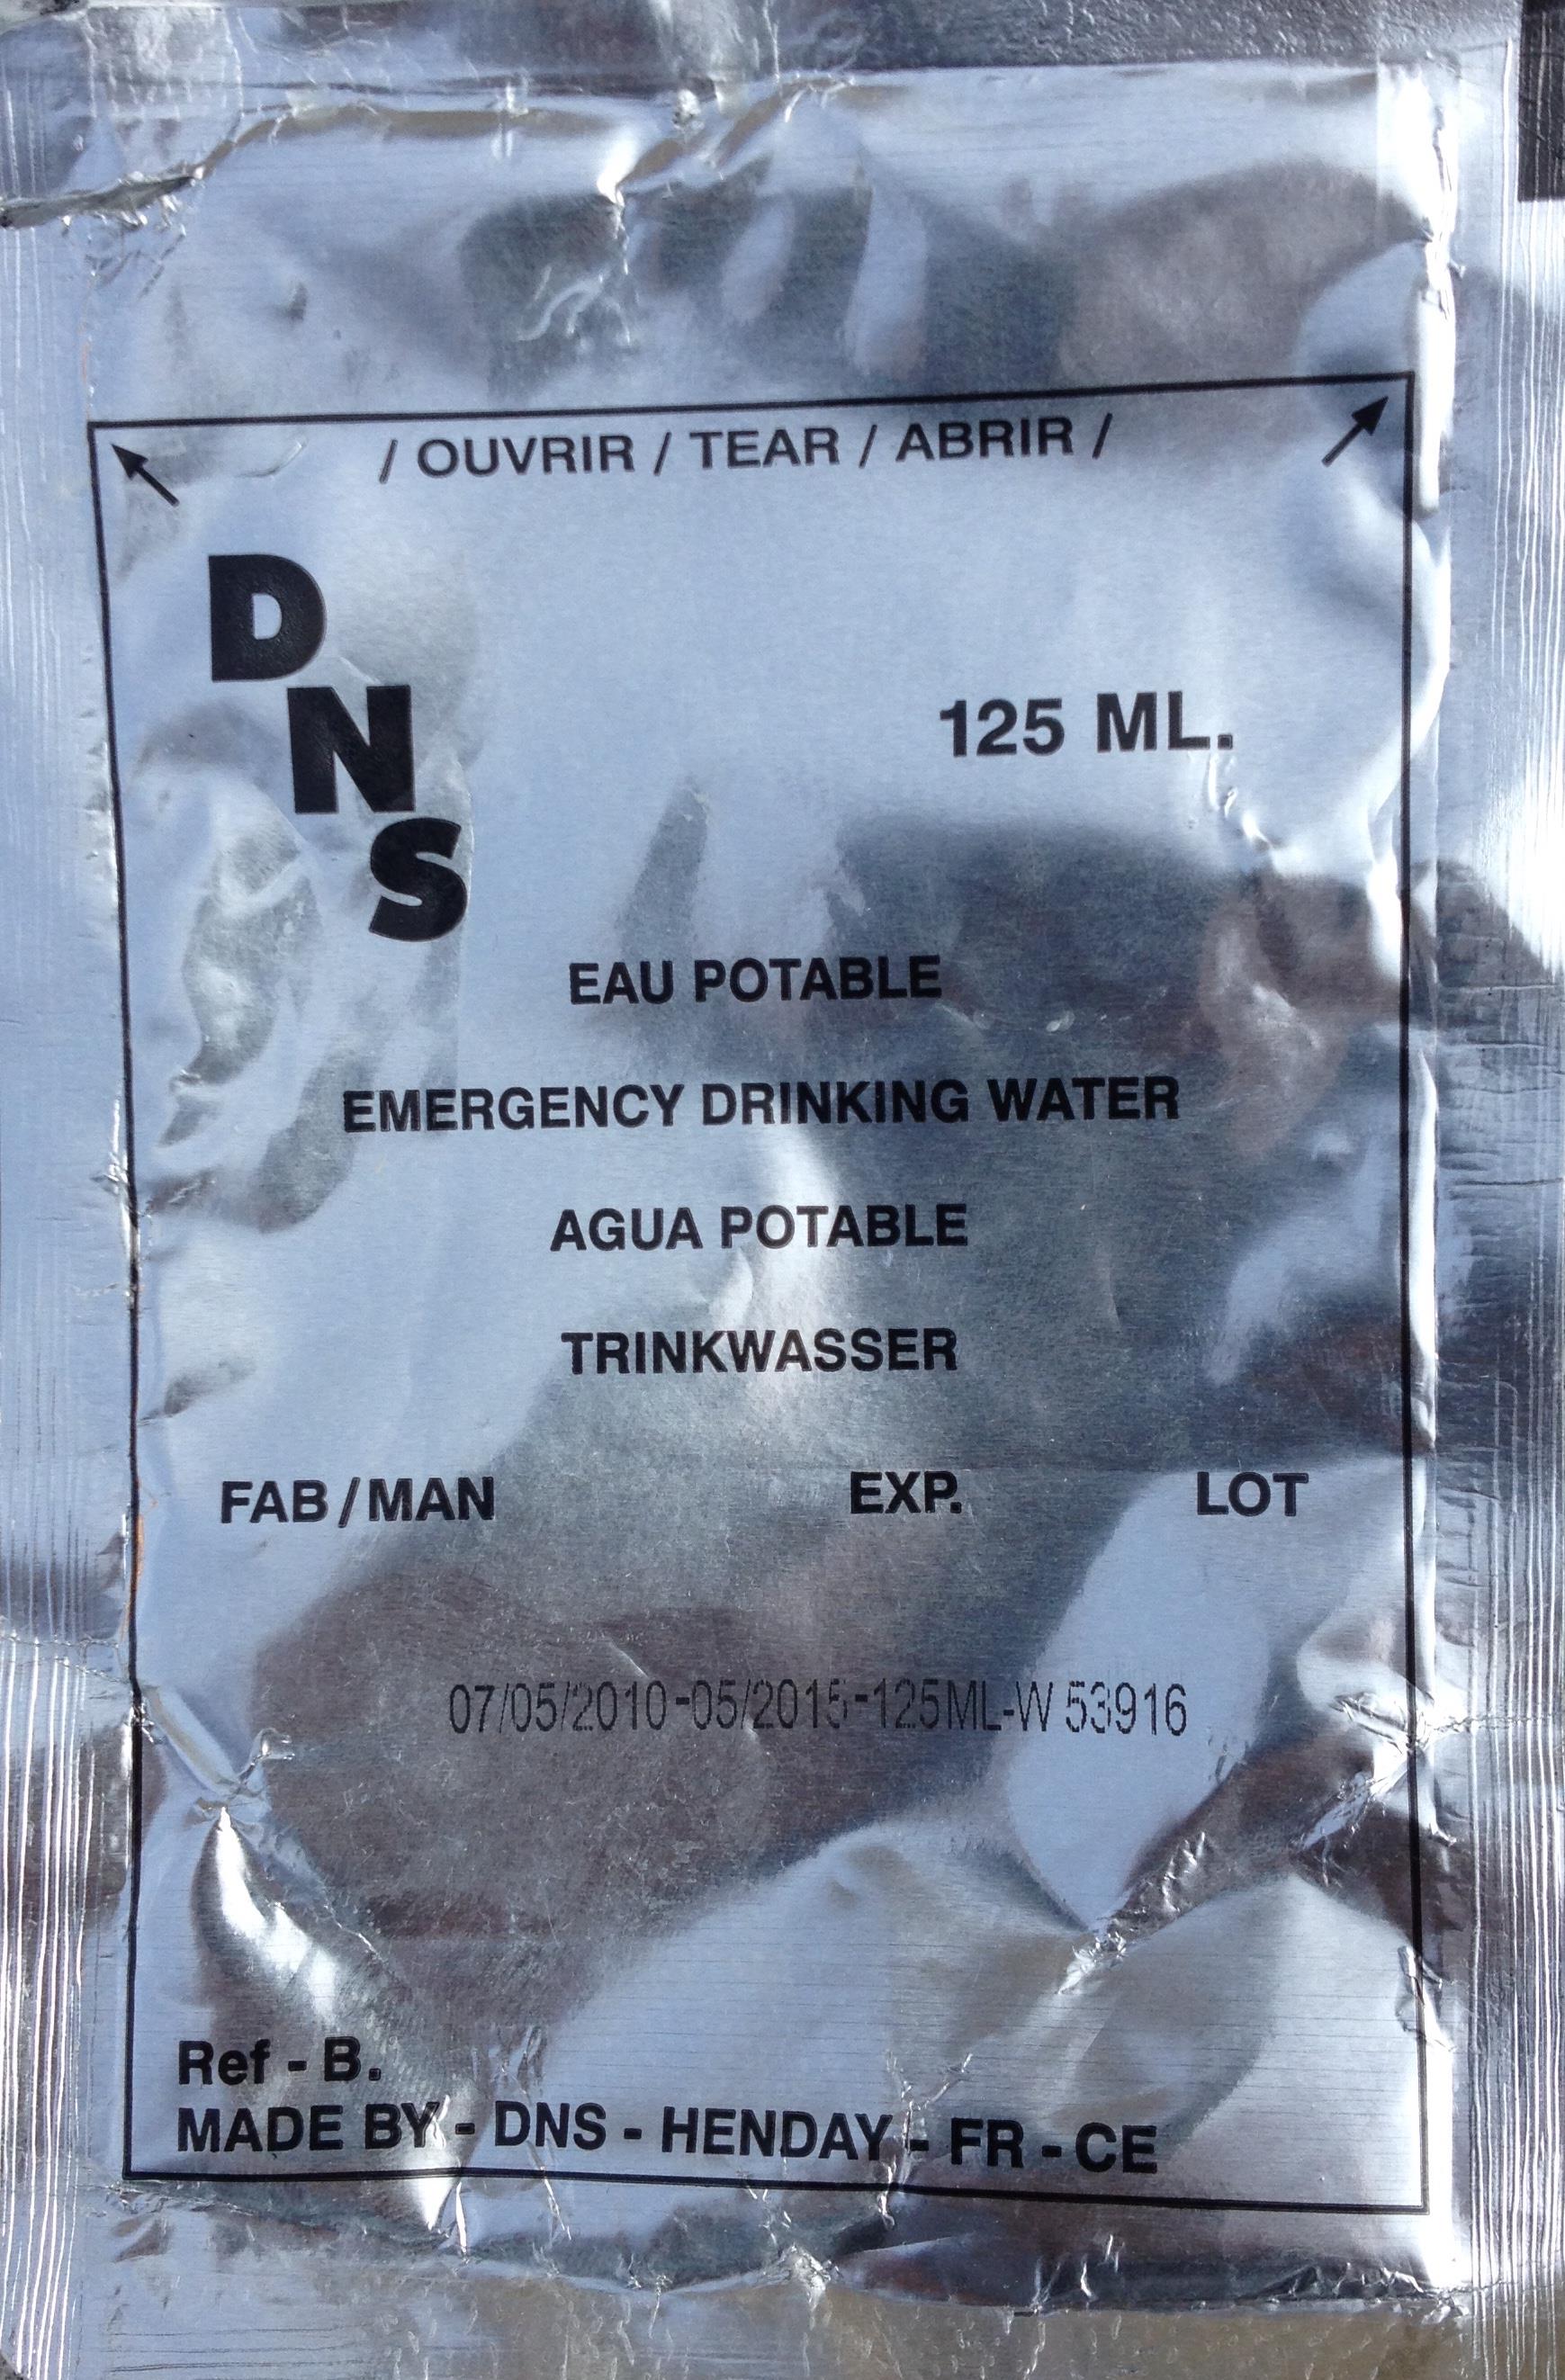 / OUVRIR / TEAR / ABRIR /
D
N
S
125 ML.
EAU POTABLE
EMERGENCY DRINKING WATER
AGUA POTABLE
TRINKWASSER
FAB / MAN EXP. LOT
07/05/2010-05/2015-125ML-W 53916
Ref - B.
MADE BY - DNS - HENDAY - FR - CE